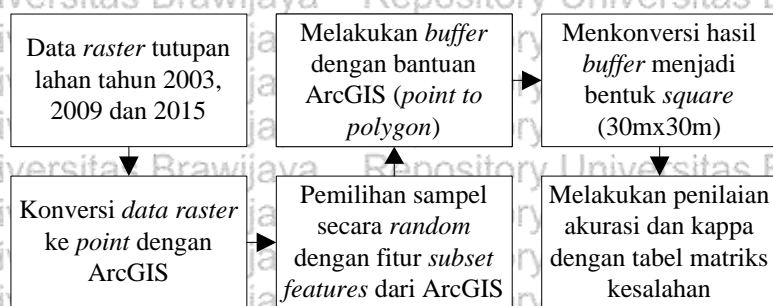 Data raster tutupan
lahan tahun 2003,
2009 dan 2015
Konversi data raster
ke point dengan
ArcGIS
Pemilihan sampel
secara random
dengan fitur subset
features dari ArcGIS
Melakukan buffer
dengan bantuan
ArcGIS (point to
polygon)
Menkonversi hasil
buffer menjadi
bentuk square
(30mx30m)
Melakukan penilaian
akurasi dan kappa
dengan tabel matriks
kesalahan